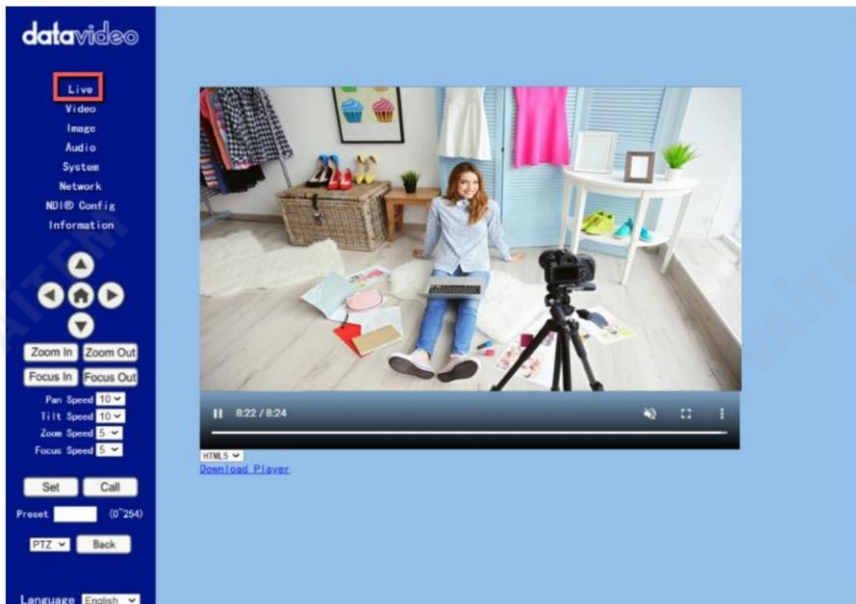 datavideo
Live
Video
Image
Audio
System
Network
NDI® Config
Information
Zoom In Zoom Out
Focus In Focus Out
Pan Speed 10
Tilt Speed 10
Zoom Speed 5
Focus Speed 5
Set Call
Preset (0~254)
PTZ Back
Language English
8:22 / 8:24
HTML5
Download Player